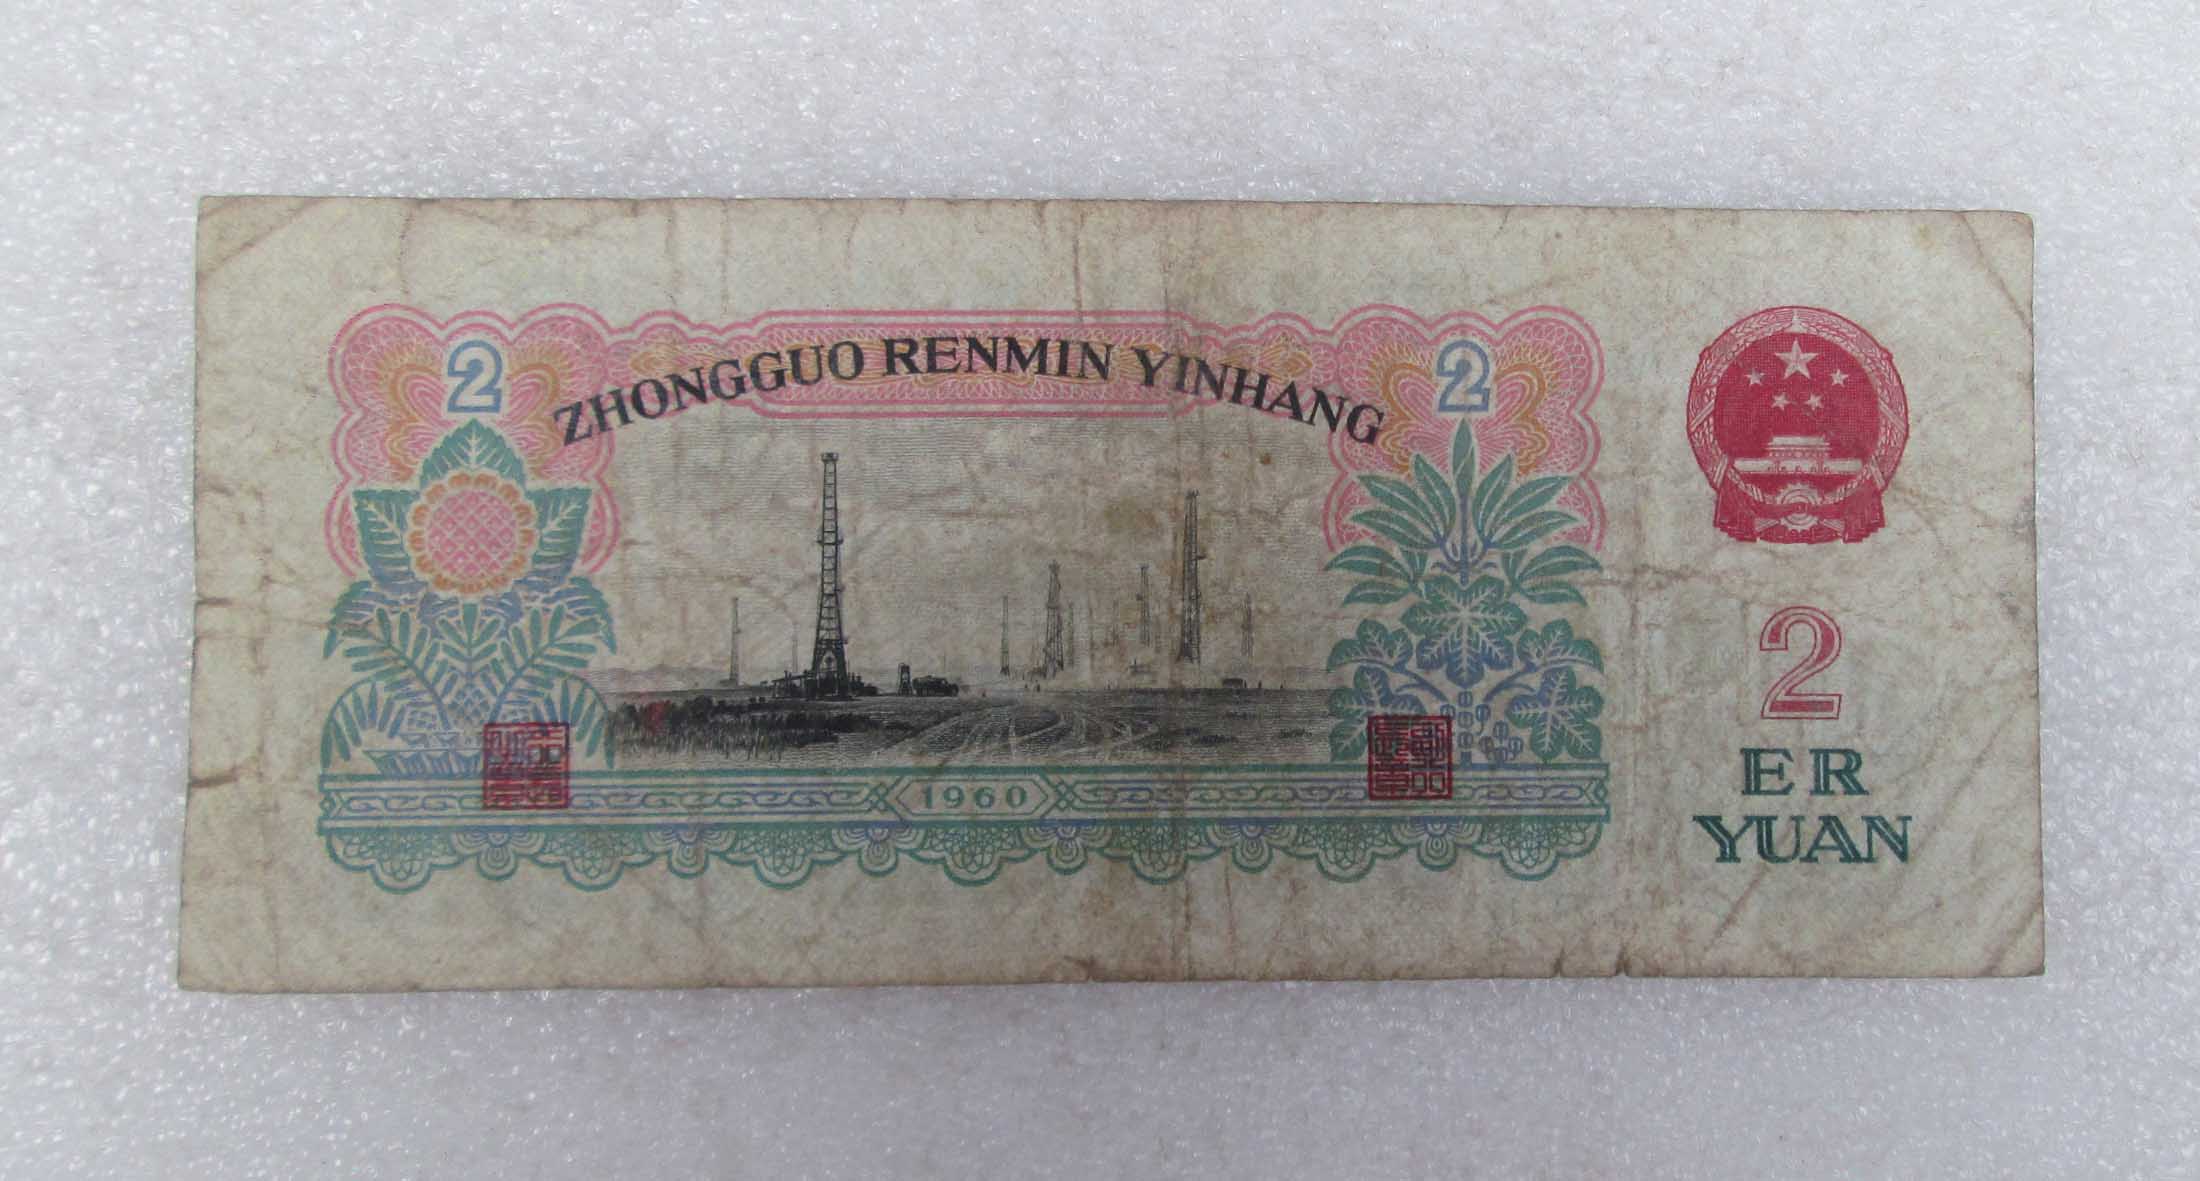 2
ZHONGGUO RENMIN YINHANG
2
2
ER
YUAN
1960